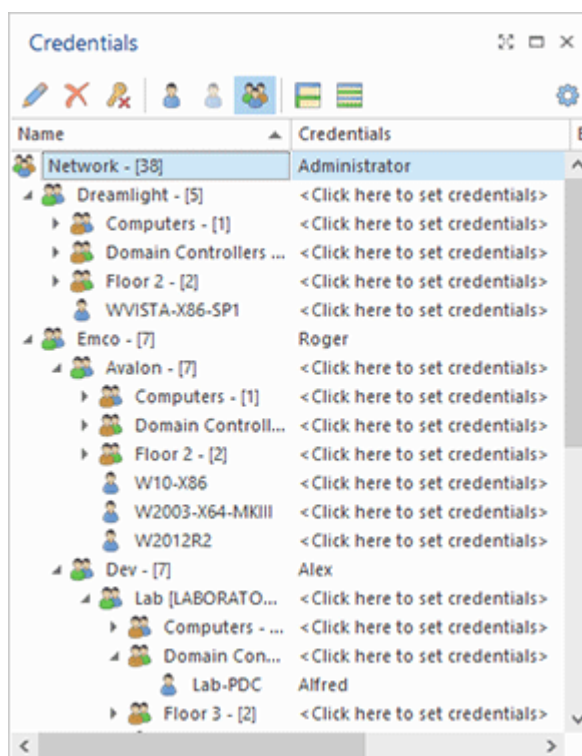 Credentials
Name Credentials E
Network - [38] Administrator
Dreamlight - [5] <Click here to set credentials>
Computers - [1] <Click here to set credentials>
Domain Controllers ... <Click here to set credentials>
Floor 2 - [2] <Click here to set credentials>
WVISTA-X86-SP1 <Click here to set credentials>
Emco - [7] Roger
Avalon - [7] <Click here to set credentials>
Computers - [1] <Click here to set credentials>
Domain Controll... <Click here to set credentials>
Floor 2 - [2] <Click here to set credentials>
W10-X86 <Click here to set credentials>
W2003-X64-MKIII <Click here to set credentials>
W2012R2 <Click here to set credentials>
Dev - [7] Alex
Lab [LABORATO... <Click here to set credentials>
Computers - ... <Click here to set credentials>
Domain Con... <Click here to set credentials>
Lab-PDC Alfred
Floor 3 - [2] <Click here to set credentials>